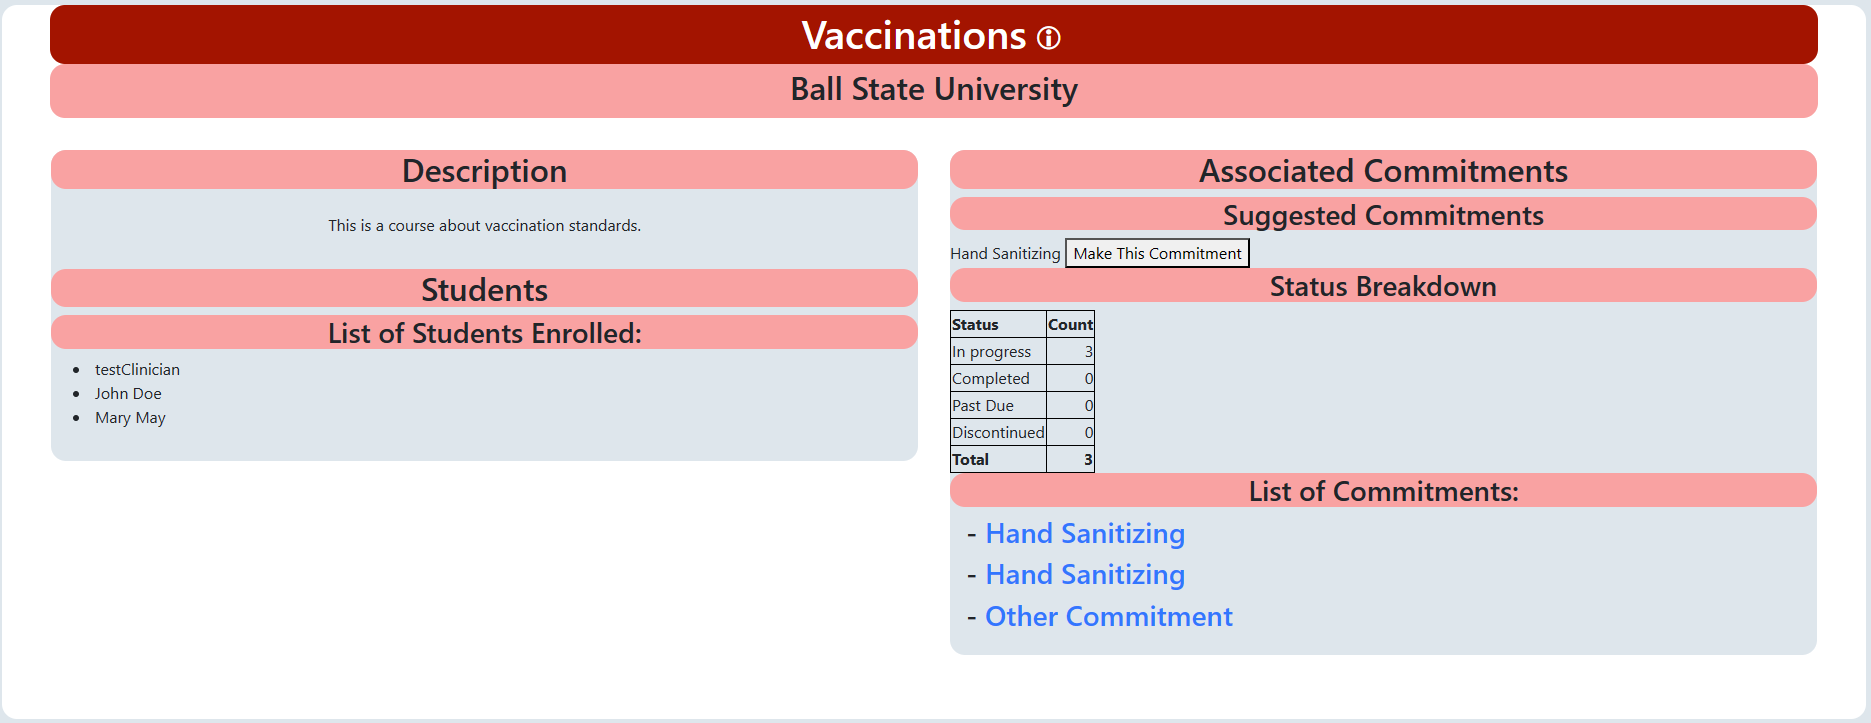 Vaccinations
Ball State University
Description
This is a course about vaccination standards.
Students
List of Students Enrolled:
• testClinician
• John Doe
• Mary May
Associated Commitments
Suggested Commitments
Hand Sanitizing Make This Commitment
Status Breakdown
Status Count
In progress 3
Completed 0
Past Due 0
Discontinued 0
Total 3
List of Commitments:
- Hand Sanitizing
- Hand Sanitizing
- Other Commitment